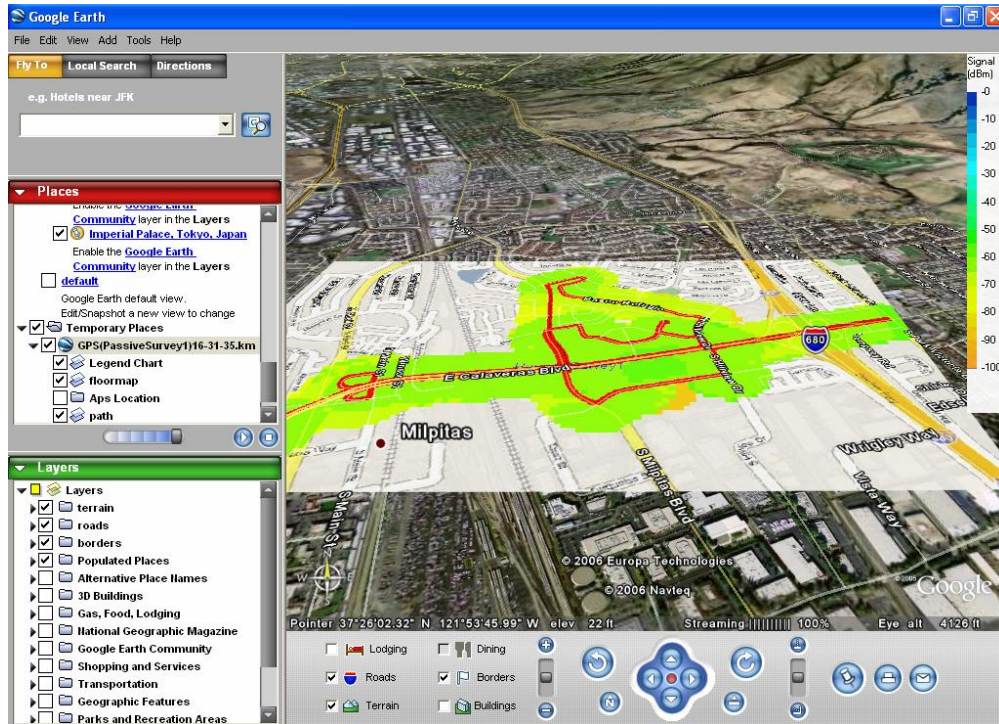 Google Earth
File Edit View Add Tools Help
Fly To Local Search Directions
e.g. Hotels near JFK
Places
Enable the Google Earth
Community layer in the Layers
Imperial Palace, Tokyo, Japan
Enable the Google Earth
Community layer in the Layers
default
Google Earth default view.
Edit/Snapshot a new view to change
Temporary Places
GPS(PassiveSurvey1)16-31-35.km
Legend Chart
floormap
Aps Location
path
Layers
Layers
terrain
roads
borders
Populated Places
Alternative Place Names
3D Buildings
Gas, Food, Lodging
National Geographic Magazine
Google Earth Community
Shopping and Services
Transportation
Geographic Features
Parks and Recreation Areas
Signal
(dBm)
-0
-10
-20
-30
-40
-50
-60
-70
-80
-90
-100
680
E Calaveras Blvd
Milpitas
S Main St
S Milpitas Blvd
Vista Way
© 2006 Europa Technologies
© 2006 Navteq
Google
Pointer 37°26'02.32" N 121°53'45.99" W elev 22 ft Streaming |||||||||| 100% Eye alt 4126 ft
Lodging Dining
Roads Borders
Terrain Buildings
N